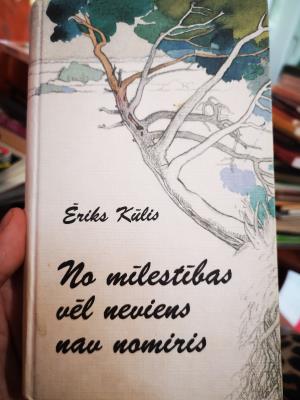 Ēriks Kūlis
No mīlestības
vēl neviens
nav nomiris